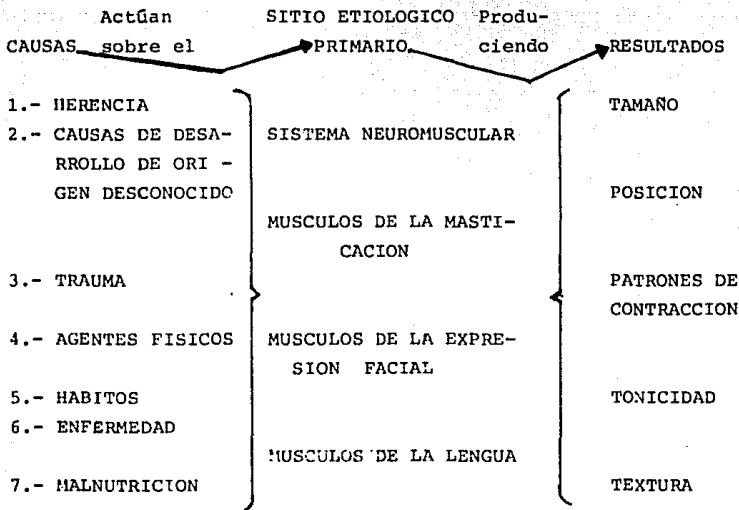 Actúan SITIO ETIOLOGICO Produ-
CAUSAS sobre el PRIMARIO. ciendo RESULTADOS
1.- HERENCIA TAMAÑO
2.- CAUSAS DE DESA- SISTEMA NEUROMUSCULAR
RROLLO DE ORI -
GEN DESCONOCIDO POSICION
MUSCULOS DE LA MASTI-
CACION
3.- TRAUMA PATRONES DE
CONTRACCION
4.- AGENTES FISICOS MUSCULOS DE LA EXPRE-
SION FACIAL
5.- HABITOS TONICIDAD
6.- ENFERMEDAD
MUSCULOS DE LA LENGUA
7.- MALNUTRICION TEXTURA